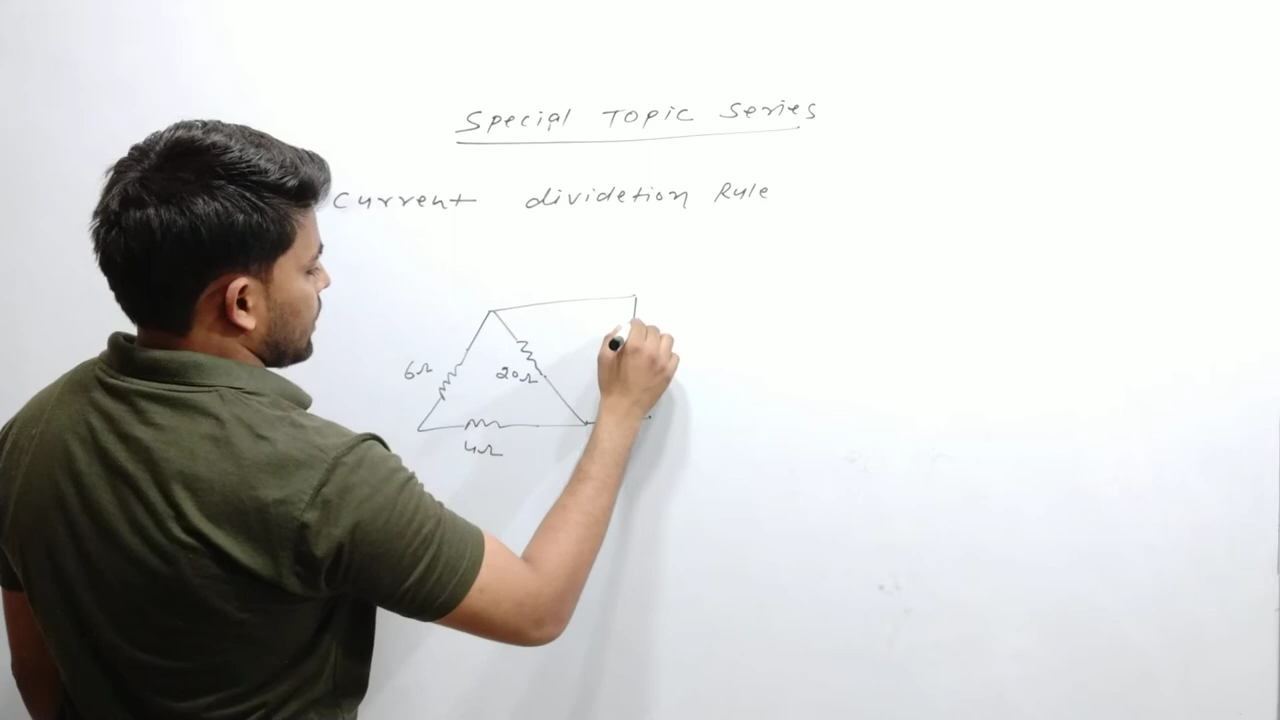 Special Topic Series
Current dividetion Rule
6Ω
20Ω
4Ω